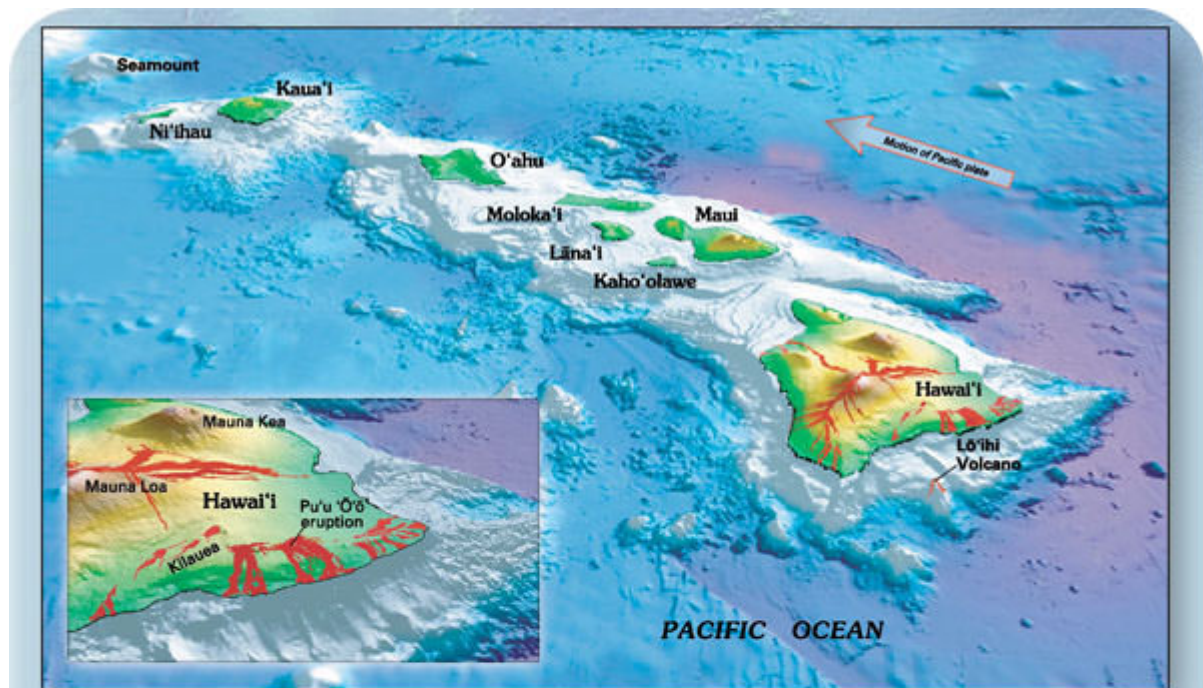 Seamount
Kaua‘i
Ni‘ihau
O‘ahu
Motion of Pacific plate
Moloka‘i
Maui
Lāna‘i
Kaho‘olawe
Hawai‘i
Lō‘ihi
Volcano
Mauna Kea
Mauna Loa
Hawai‘i
Pu‘u ‘Ō‘ō‘
eruption
Kilauea
PACIFIC OCEAN